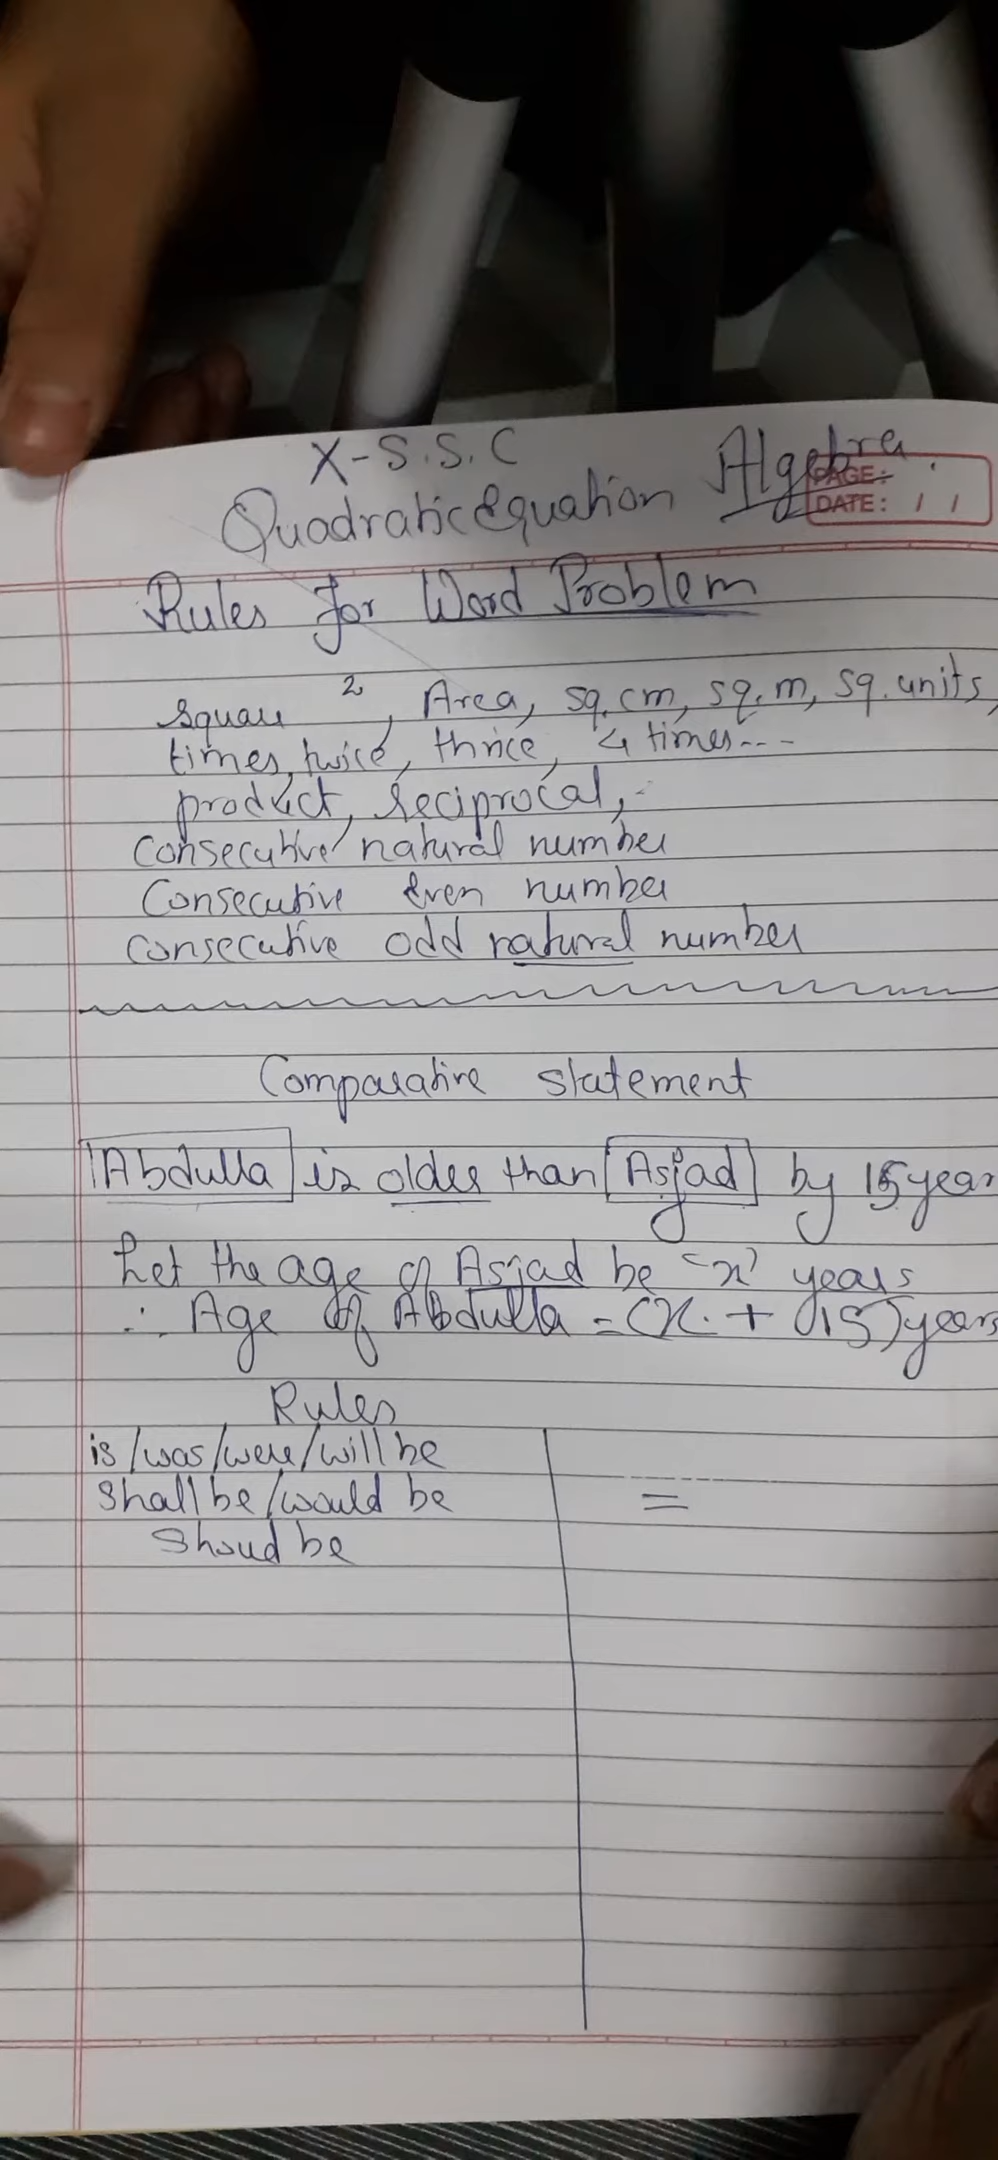 X-S.S.C
Quadratic equation Algebra
PAGE:
DATE: / /
Rules for Word Problem
square ², Area, sq.cm, sq.m, sq.units,
times, twice, thrice, 4 times---
product, reciprocal,
consecutive natural number
Consecutive even number
consecutive odd natural number
Comparative statement
Abdulla is older than Asjad by 15 year
Let the age of Asjad be 'x' years
∴ Age of Abdulla = (x + 15) years
Rules
is/was/were/will be
shall be/would be =
shoud be